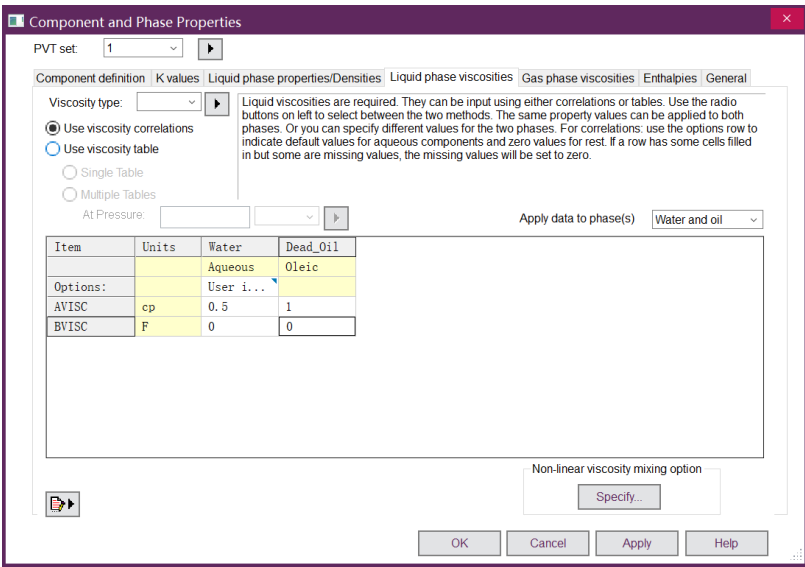 Component and Phase Properties
PVT set: 1
Component definition K values Liquid phase properties/Densities Liquid phase viscosities Gas phase viscosities Enthalpies General
Viscosity type:
Liquid viscosities are required. They can be input using either correlations or tables. Use the radio
buttons on left to select between the two methods. The same property values can be applied to both
phases. Or you can specify different values for the two phases. For correlations: use the options row to
indicate default values for aqueous components and zero values for rest. If a row has some cells filled
in but some are missing values, the missing values will be set to zero.
Use viscosity correlations
Use viscosity table
Single Table
Multiple Tables
At Pressure:
Apply data to phase(s) Water and oil
Item Units Water Dead_Oil
Aqueous Oleic
Options: User i...
AVISC cp 0.5 1
BVISC F 0 0
Non-linear viscosity mixing option
Specify...
OK Cancel Apply Help